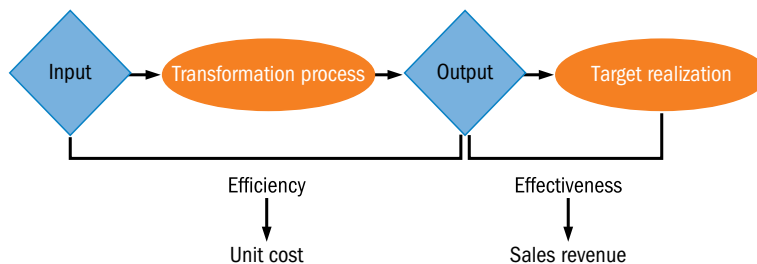 Input
Transformation process
Output
Target realization
Efficiency
Effectiveness
Unit cost
Sales revenue